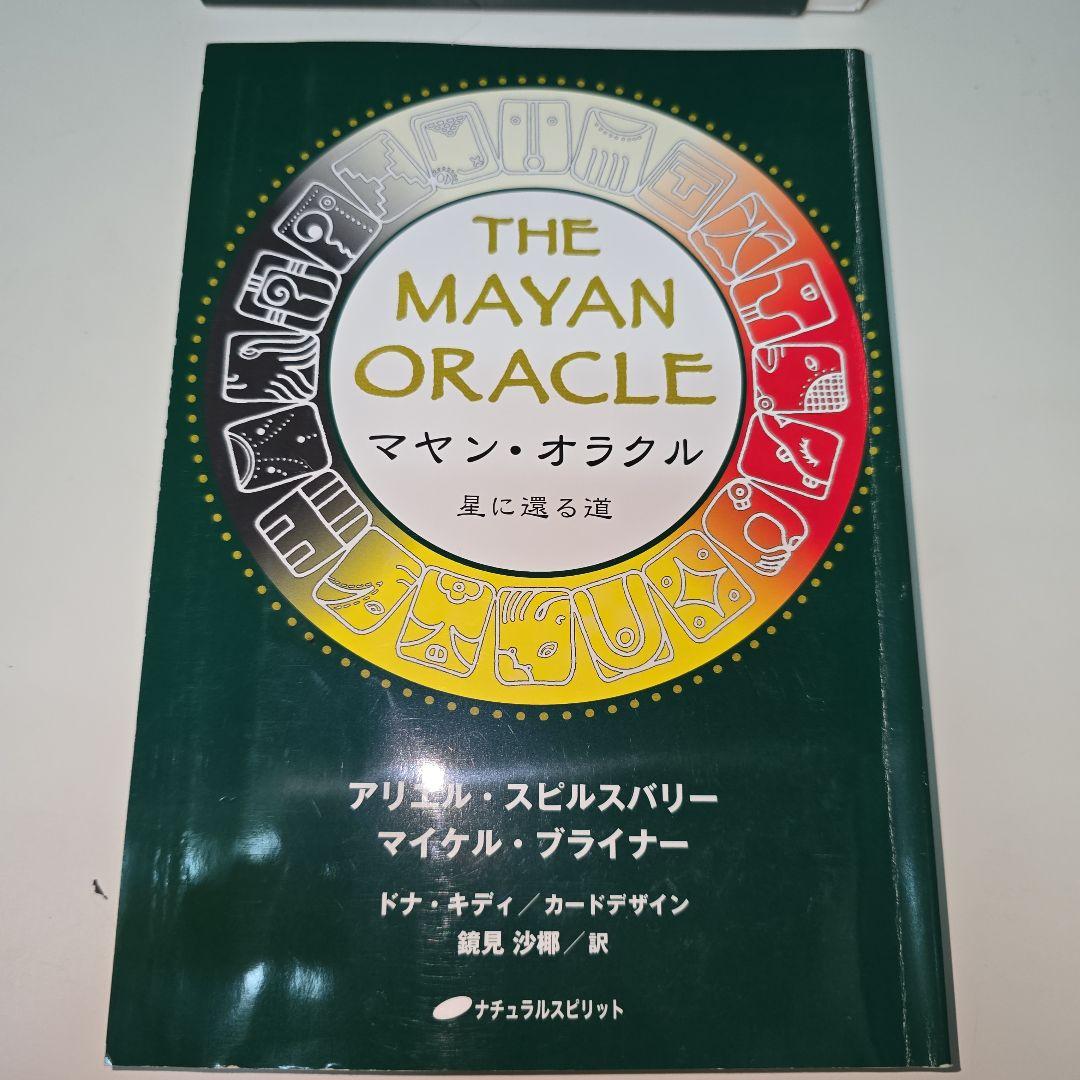 THE
MAYAN
ORACLE
マヤン・オラクル
星に還る道
アリエル・スピルスバリー
マイケル・ブライナー
ドナ・キディ／カードデザイン
鏡見 沙椰／訳
ナチュラルスピリット